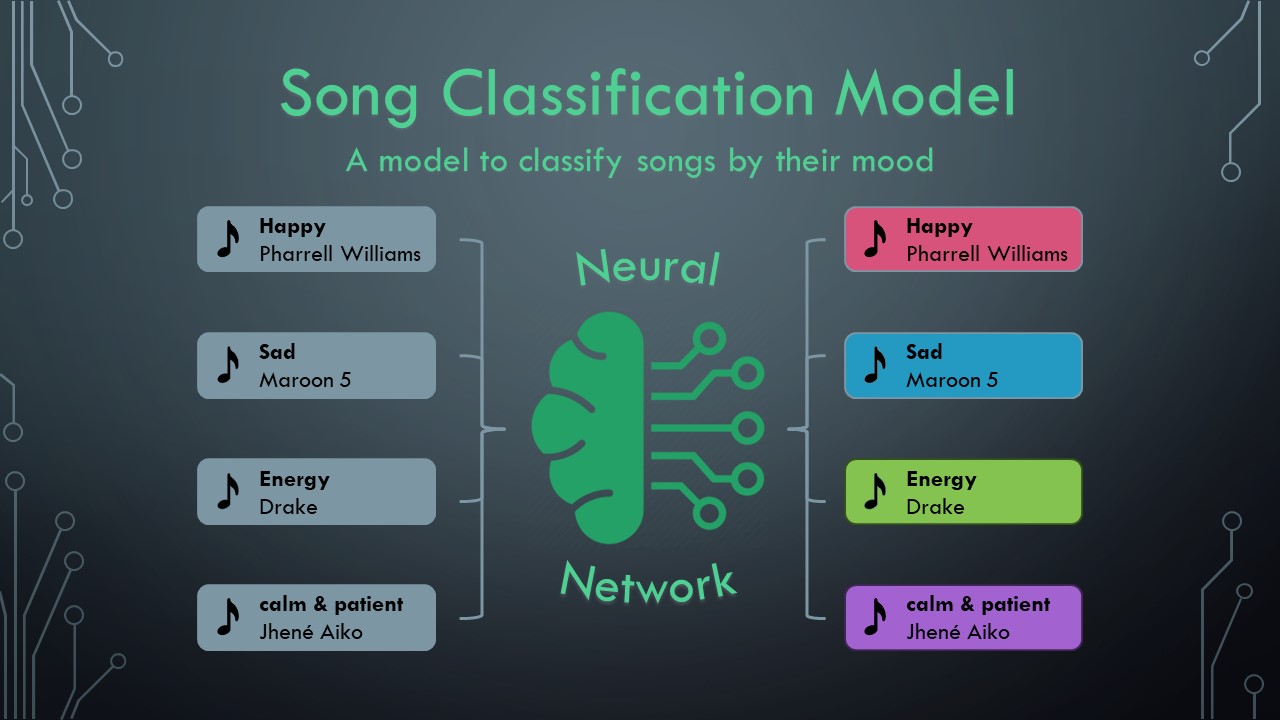 Song Classification Model
A model to classify songs by their mood
Happy
Pharrell Williams
Sad
Maroon 5
Energy
Drake
calm & patient
Jhené Aiko
Neural
Network
Happy
Pharrell Williams
Sad
Maroon 5
Energy
Drake
calm & patient
Jhené Aiko